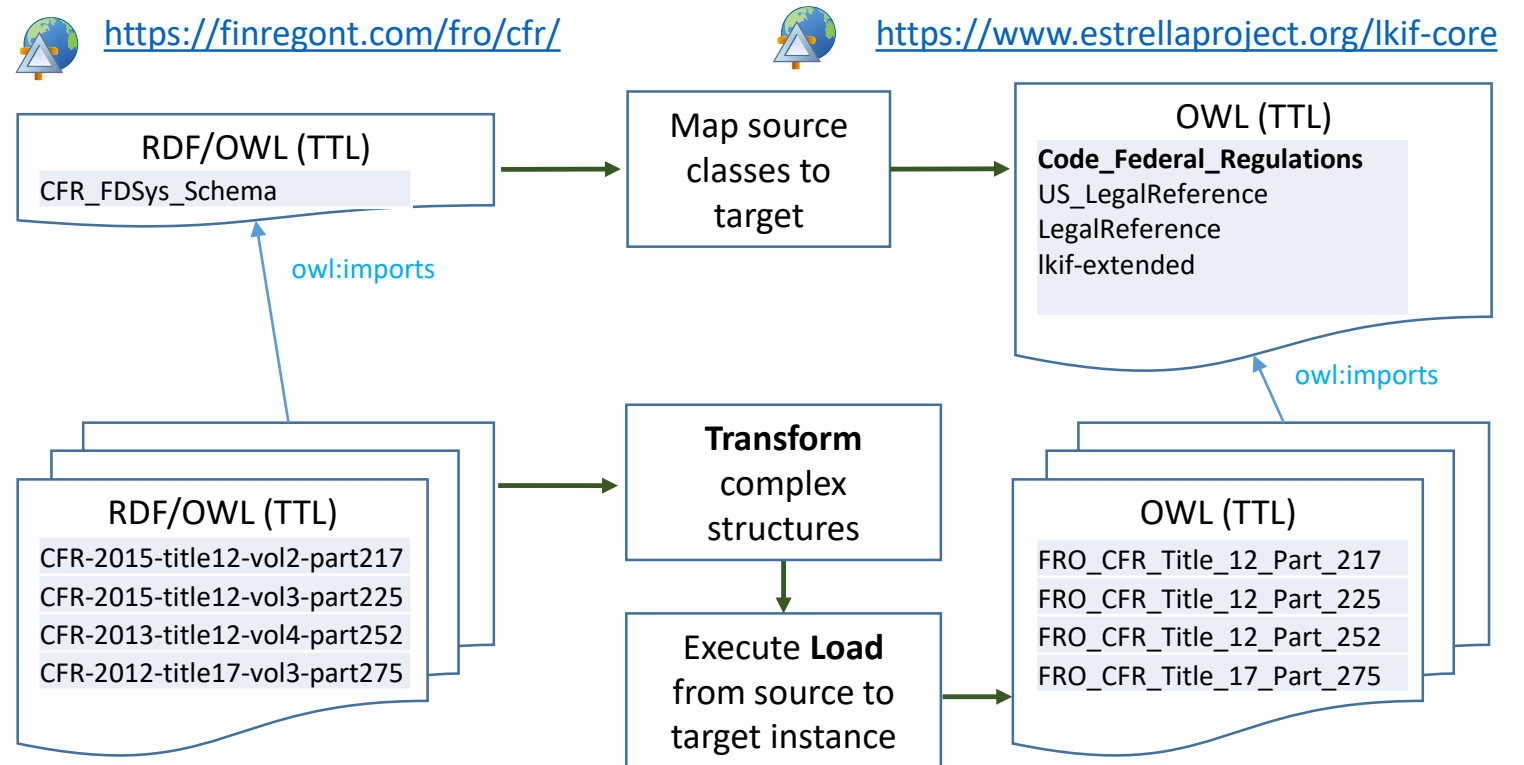 https://finregont.com/fro/cfr/
https://www.estrellaproject.org/lkif-core
RDF/OWL (TTL)
CFR_FDSys_Schema
Map source
classes to
target
OWL (TTL)
Code_Federal_Regulations
US_LegalReference
LegalReference
lkif-extended
owl:imports
owl:imports
RDF/OWL (TTL)
CFR-2015-title12-vol2-part217
CFR-2015-title12-vol3-part225
CFR-2013-title12-vol4-part252
CFR-2012-title17-vol3-part275
Transform
complex
structures
Execute Load
from source to
target instance
OWL (TTL)
FRO_CFR_Title_12_Part_217
FRO_CFR_Title_12_Part_225
FRO_CFR_Title_12_Part_252
FRO_CFR_Title_17_Part_275